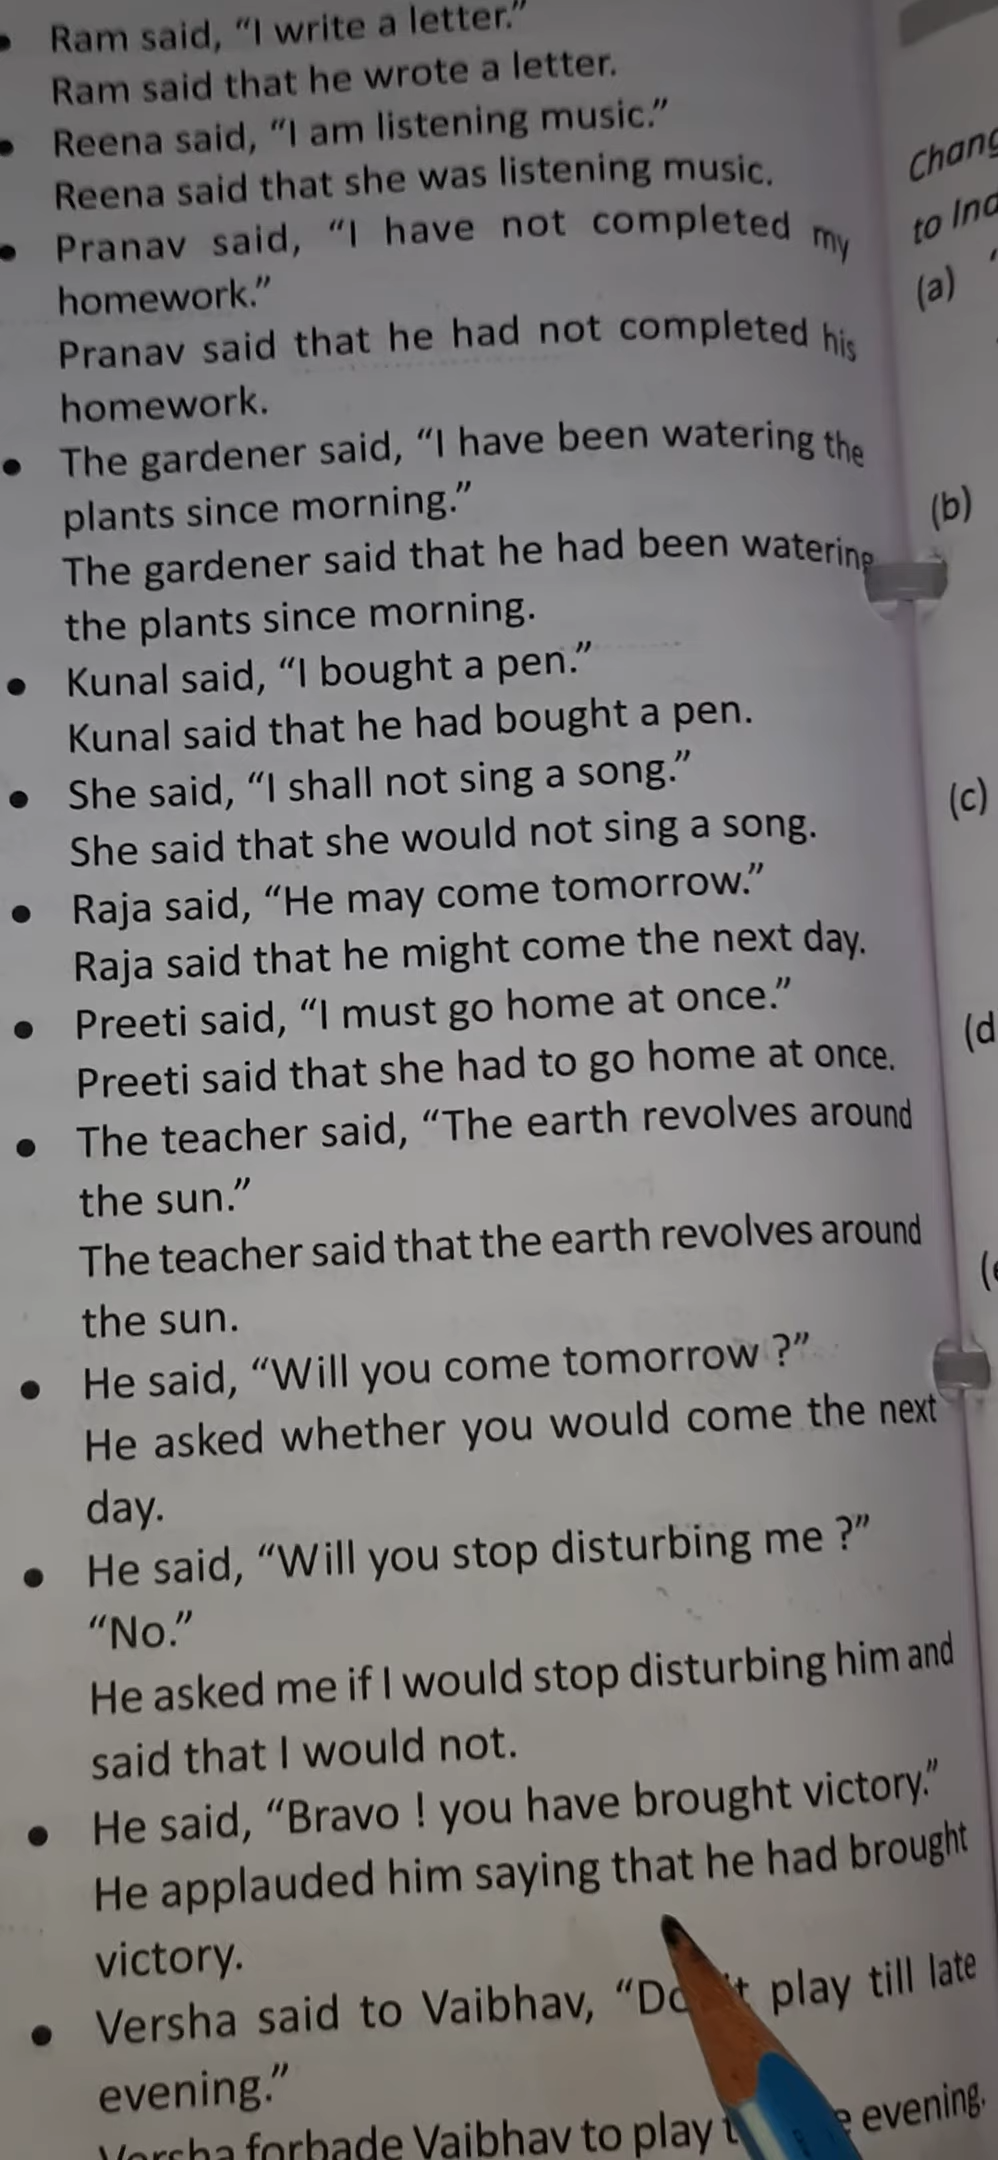 Ram said, “I write a letter.”
Ram said that he wrote a letter.
Reena said, “I am listening music.”
Reena said that she was listening music.
Pranav said, “I have not completed my
homework.”
Pranav said that he had not completed his
homework.
The gardener said, “I have been watering the
plants since morning.”
The gardener said that he had been watering
the plants since morning.
Kunal said, “I bought a pen.”
Kunal said that he had bought a pen.
She said, “I shall not sing a song.”
She said that she would not sing a song.
Raja said, “He may come tomorrow.”
Raja said that he might come the next day.
Preeti said, “I must go home at once.”
Preeti said that she had to go home at once.
The teacher said, “The earth revolves around
the sun.”
The teacher said that the earth revolves around
the sun.
He said, “Will you come tomorrow ?”
He asked whether you would come the next
day.
He said, “Will you stop disturbing me ?”
“No.”
He asked me if I would stop disturbing him and
said that I would not.
He said, “Bravo ! you have brought victory.”
He applauded him saying that he had brought
victory.
Versha said to Vaibhav, “ play till late
evening.”
Versha forbade Vaibhav to play evening.
to
(a)
(b)
(c)
(d